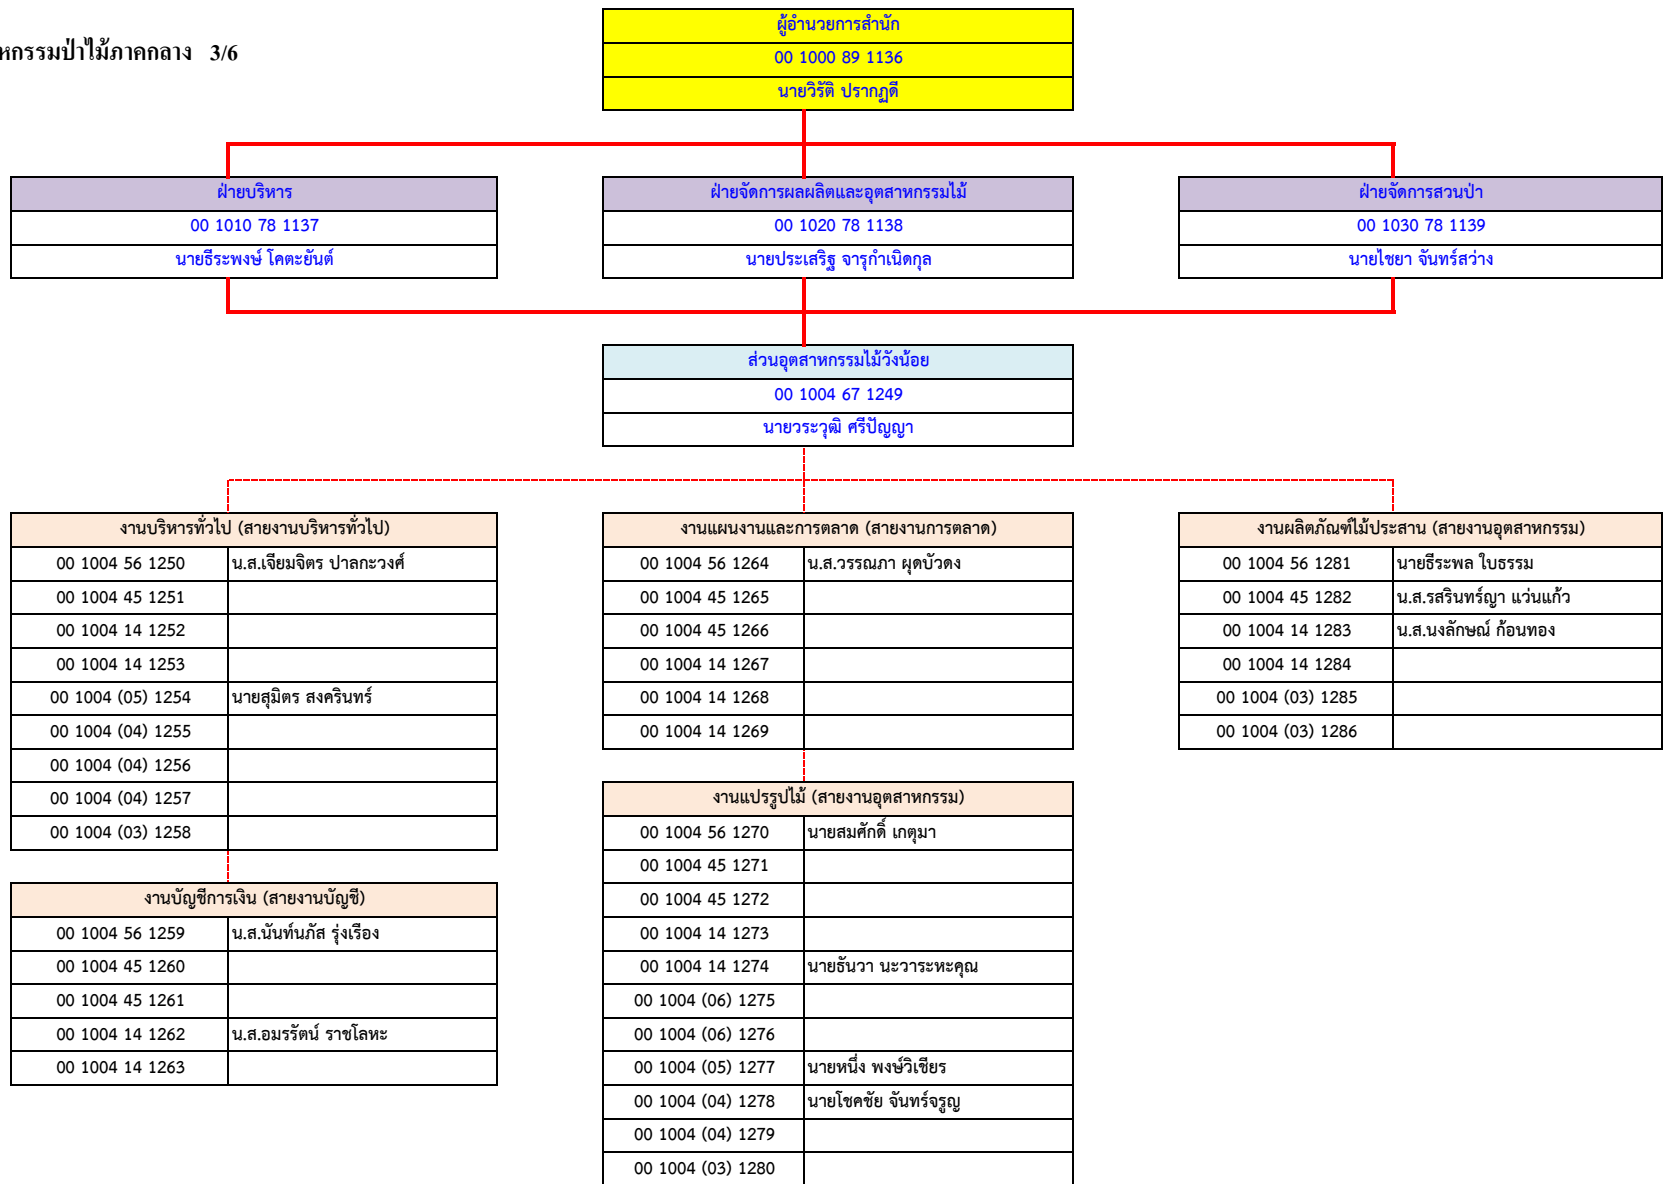 ผู้อำนวยการสำนัก
หกรรมป่าไม้ภาคกลาง 3/6
00 1000 89 1136
นายวิรัติ ปรากฏดี
ฝ่ายบริหาร
00 1010 78 1137
นายธีระพงษ์ โคตะยันต์
ฝ่ายจัดการผลผลิตและอุตสาหกรรมไม้
00 1020 78 1138
นายประเสริฐ จารุกำเนิดกุล
ฝ่ายจัดการสวนป่า
00 1030 78 1139
นายไชยา จันทร์สว่าง
ส่วนอุตสาหกรรมไม้วังน้อย
00 1004 67 1249
นายวระวุฒิ ศรีปัญญา
งานบริหารทั่วไป (สายงานบริหารทั่วไป)
00 1004 56 1250 น.ส.เจียมจิตร ปาลกะวงศ์
00 1004 45 1251
00 1004 14 1252
00 1004 14 1253
00 1004 (05) 1254 นายสุมิตร สงครินทร์
00 1004 (04) 1255
00 1004 (04) 1256
00 1004 (04) 1257
00 1004 (03) 1258
งานบัญชีการเงิน (สายงานบัญชี)
00 1004 56 1259 น.ส.นันท์นภัส รุ่งเรือง
00 1004 45 1260
00 1004 45 1261
00 1004 14 1262 น.ส.อมรรัตน์ ราชโลหะ
00 1004 14 1263
งานแผนงานและการตลาด (สายงานการตลาด)
00 1004 56 1264 น.ส.วรรณภา ผุดบัวดง
00 1004 45 1265
00 1004 45 1266
00 1004 14 1267
00 1004 14 1268
00 1004 14 1269
งานแปรรูปไม้ (สายงานอุตสาหกรรม)
00 1004 56 1270 นายสมศักดิ์ เกตุมา
00 1004 45 1271
00 1004 45 1272
00 1004 14 1273
00 1004 14 1274 นายธันวา นะวาระหะคุณ
00 1004 (06) 1275
00 1004 (06) 1276
00 1004 (05) 1277 นายหนึ่ง พงษ์วิเชียร
00 1004 (04) 1278 นายโชคชัย จันทร์จรูญ
00 1004 (04) 1279
00 1004 (03) 1280
งานผลิตภัณฑ์ไม้ประสาน (สายงานอุตสาหกรรม)
00 1004 56 1281 นายธีระพล ใบธรรม
00 1004 45 1282 น.ส.รสรินทร์ญา แว่นแก้ว
00 1004 14 1283 น.ส.นงลักษณ์ ก้อนทอง
00 1004 14 1284
00 1004 (03) 1285
00 1004 (03) 1286